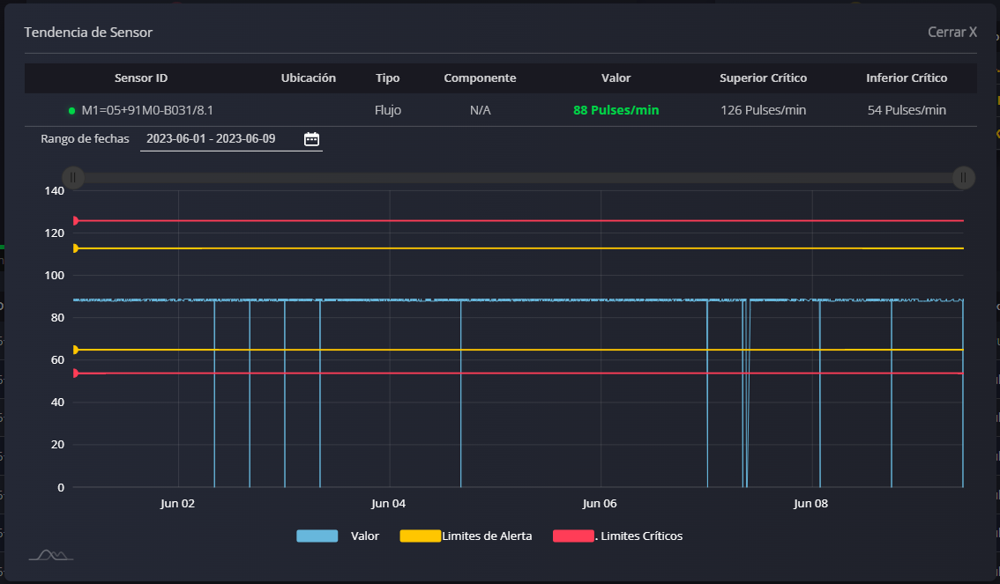 Tendencia de Sensor Cerrar X
Sensor ID Ubicación Tipo Componente Valor Superior Crítico Inferior Crítico
M1=05+91M0-B031/8.1 Flujo N/A 88 Pulses/min 126 Pulses/min 54 Pulses/min
Rango de fechas 2023-06-01 - 2023-06-09
140
120
100
80
60
40
20
0
Jun 02 Jun 04 Jun 06 Jun 08
Valor Limites de Alerta . Limites Críticos